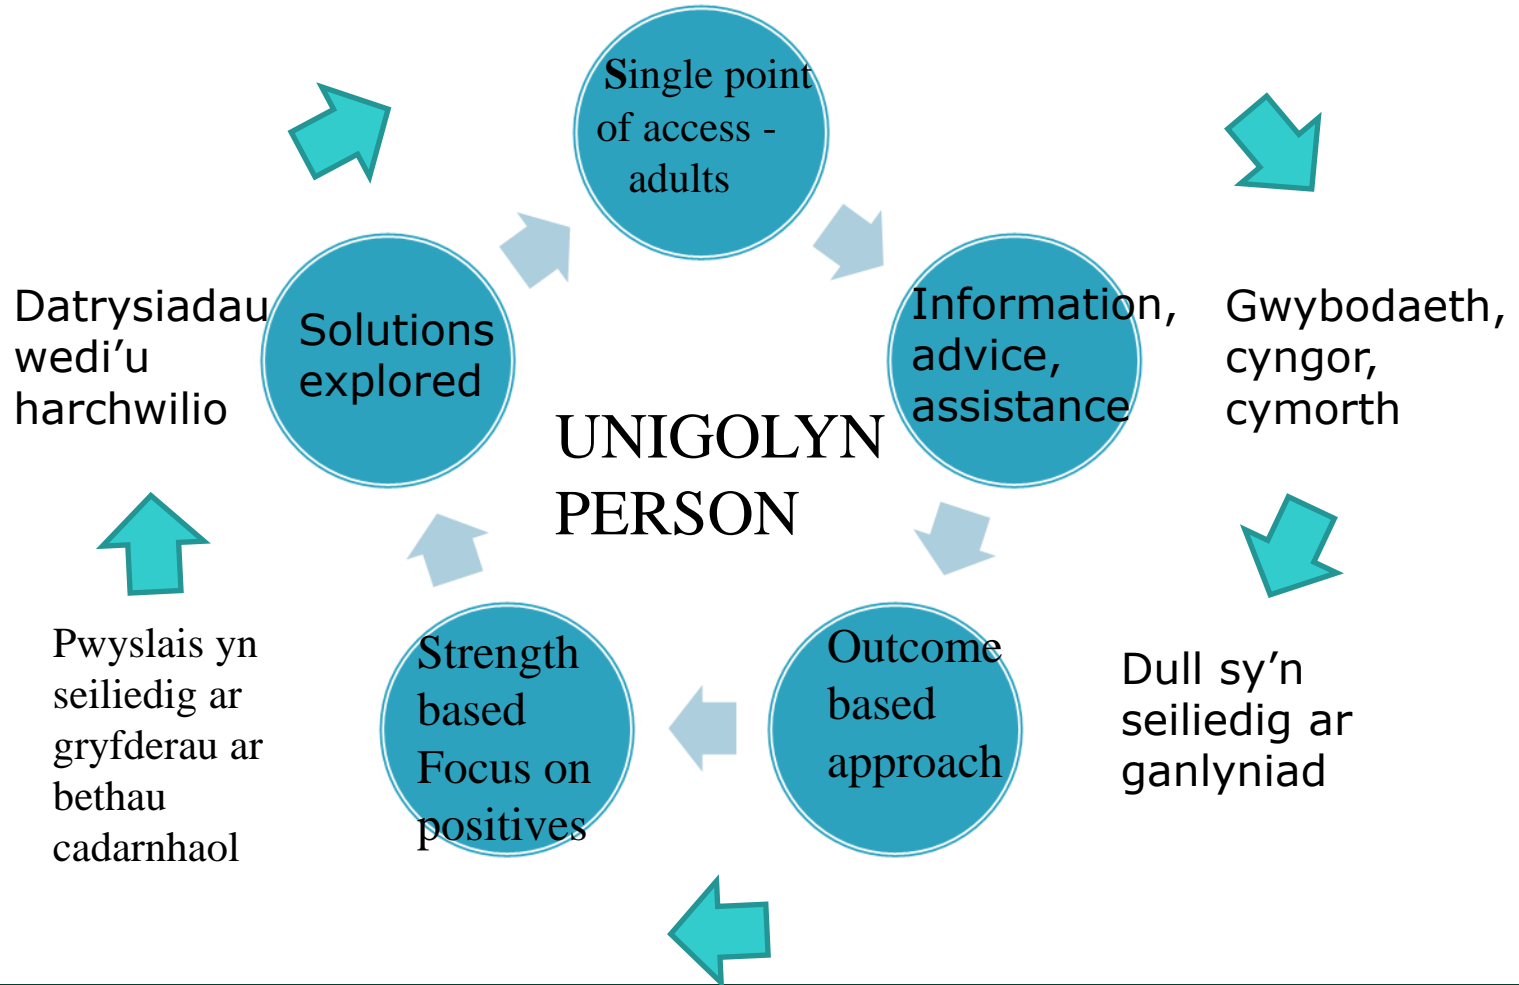 Single point
of access -
adults
Information,
advice,
assistance
Gwybodaeth,
cyngor,
cymorth
Outcome
based
approach
Dull sy’n
seiliedig ar
ganlyniad
Strength
based
Focus on
positives
Pwyslais yn
seiliedig ar
gryfderau ar
bethau
cadarnhaol
Solutions
explored
Datrysiadau
wedi’u
harchwilio
UNIGOLYN
PERSON